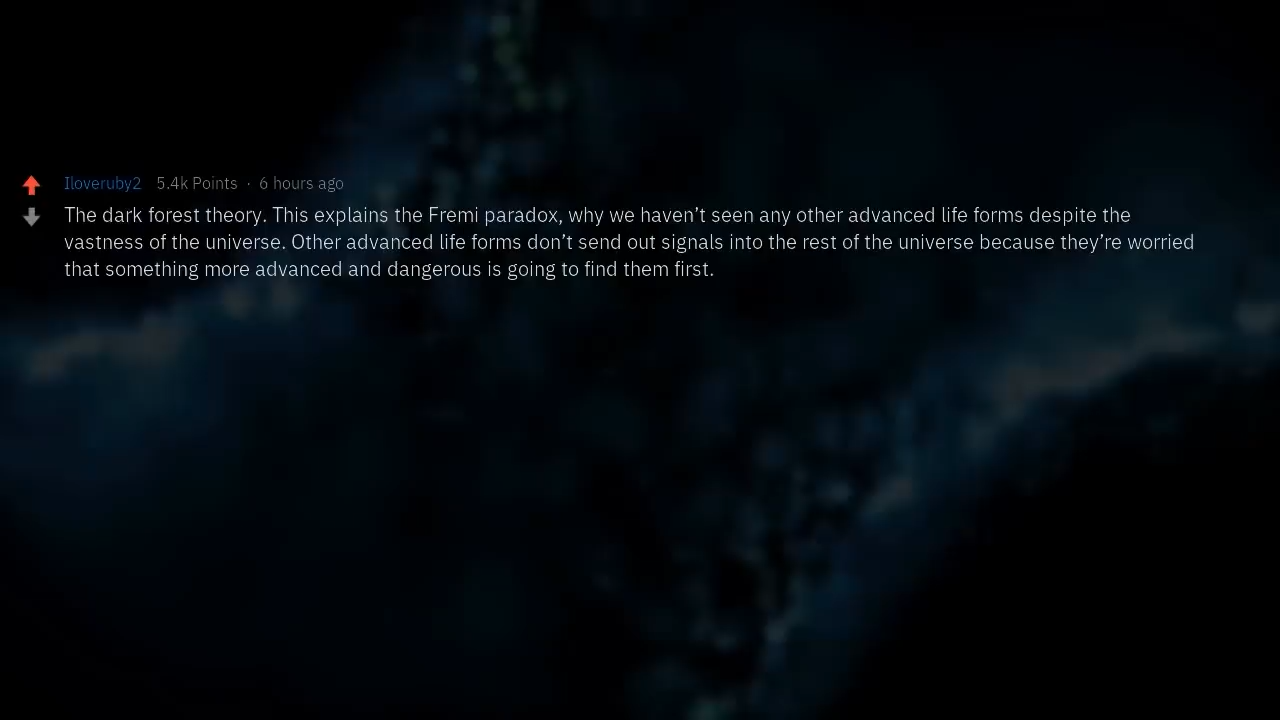 Iloveruby2 5.4k Points · 6 hours ago
The dark forest theory. This explains the Fremi paradox, why we haven’t seen any other advanced life forms despite the
vastness of the universe. Other advanced life forms don’t send out signals into the rest of the universe because they’re worried
that something more advanced and dangerous is going to find them first.